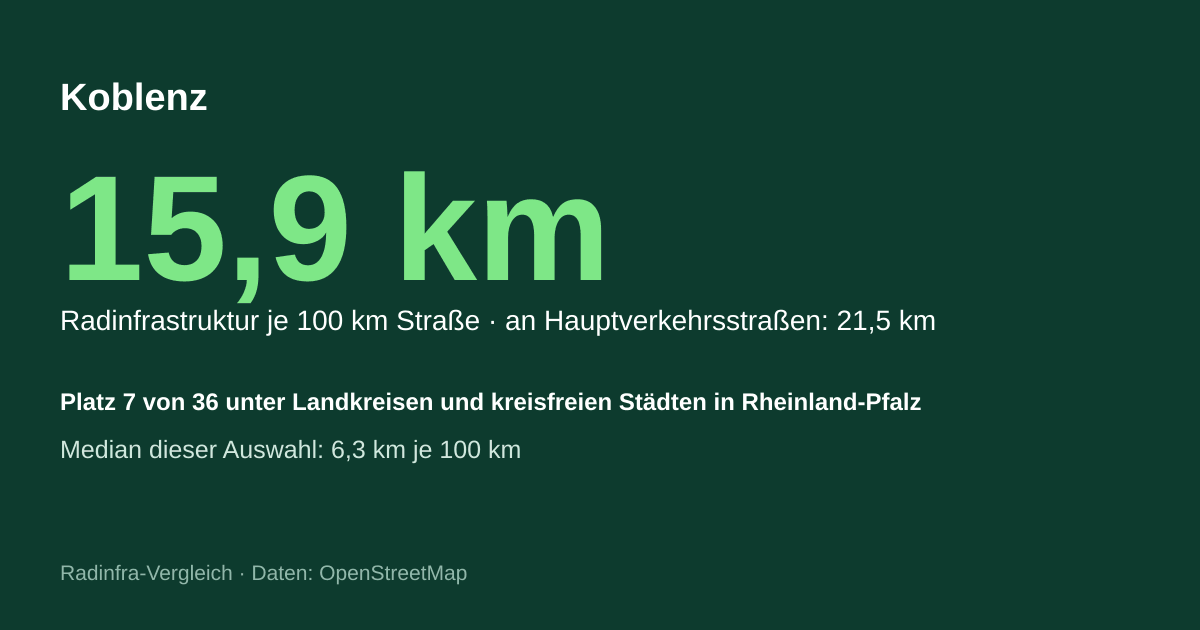 Koblenz
15,9 km
Radinfrastruktur je 100 km Straße · an Hauptverkehrsstraßen: 21,5 km
Platz 7 von 36 unter Landkreisen und kreisfreien Städten in Rheinland-Pfalz
Median dieser Auswahl: 6,3 km je 100 km
Radinfra-Vergleich · Daten: OpenStreetMap